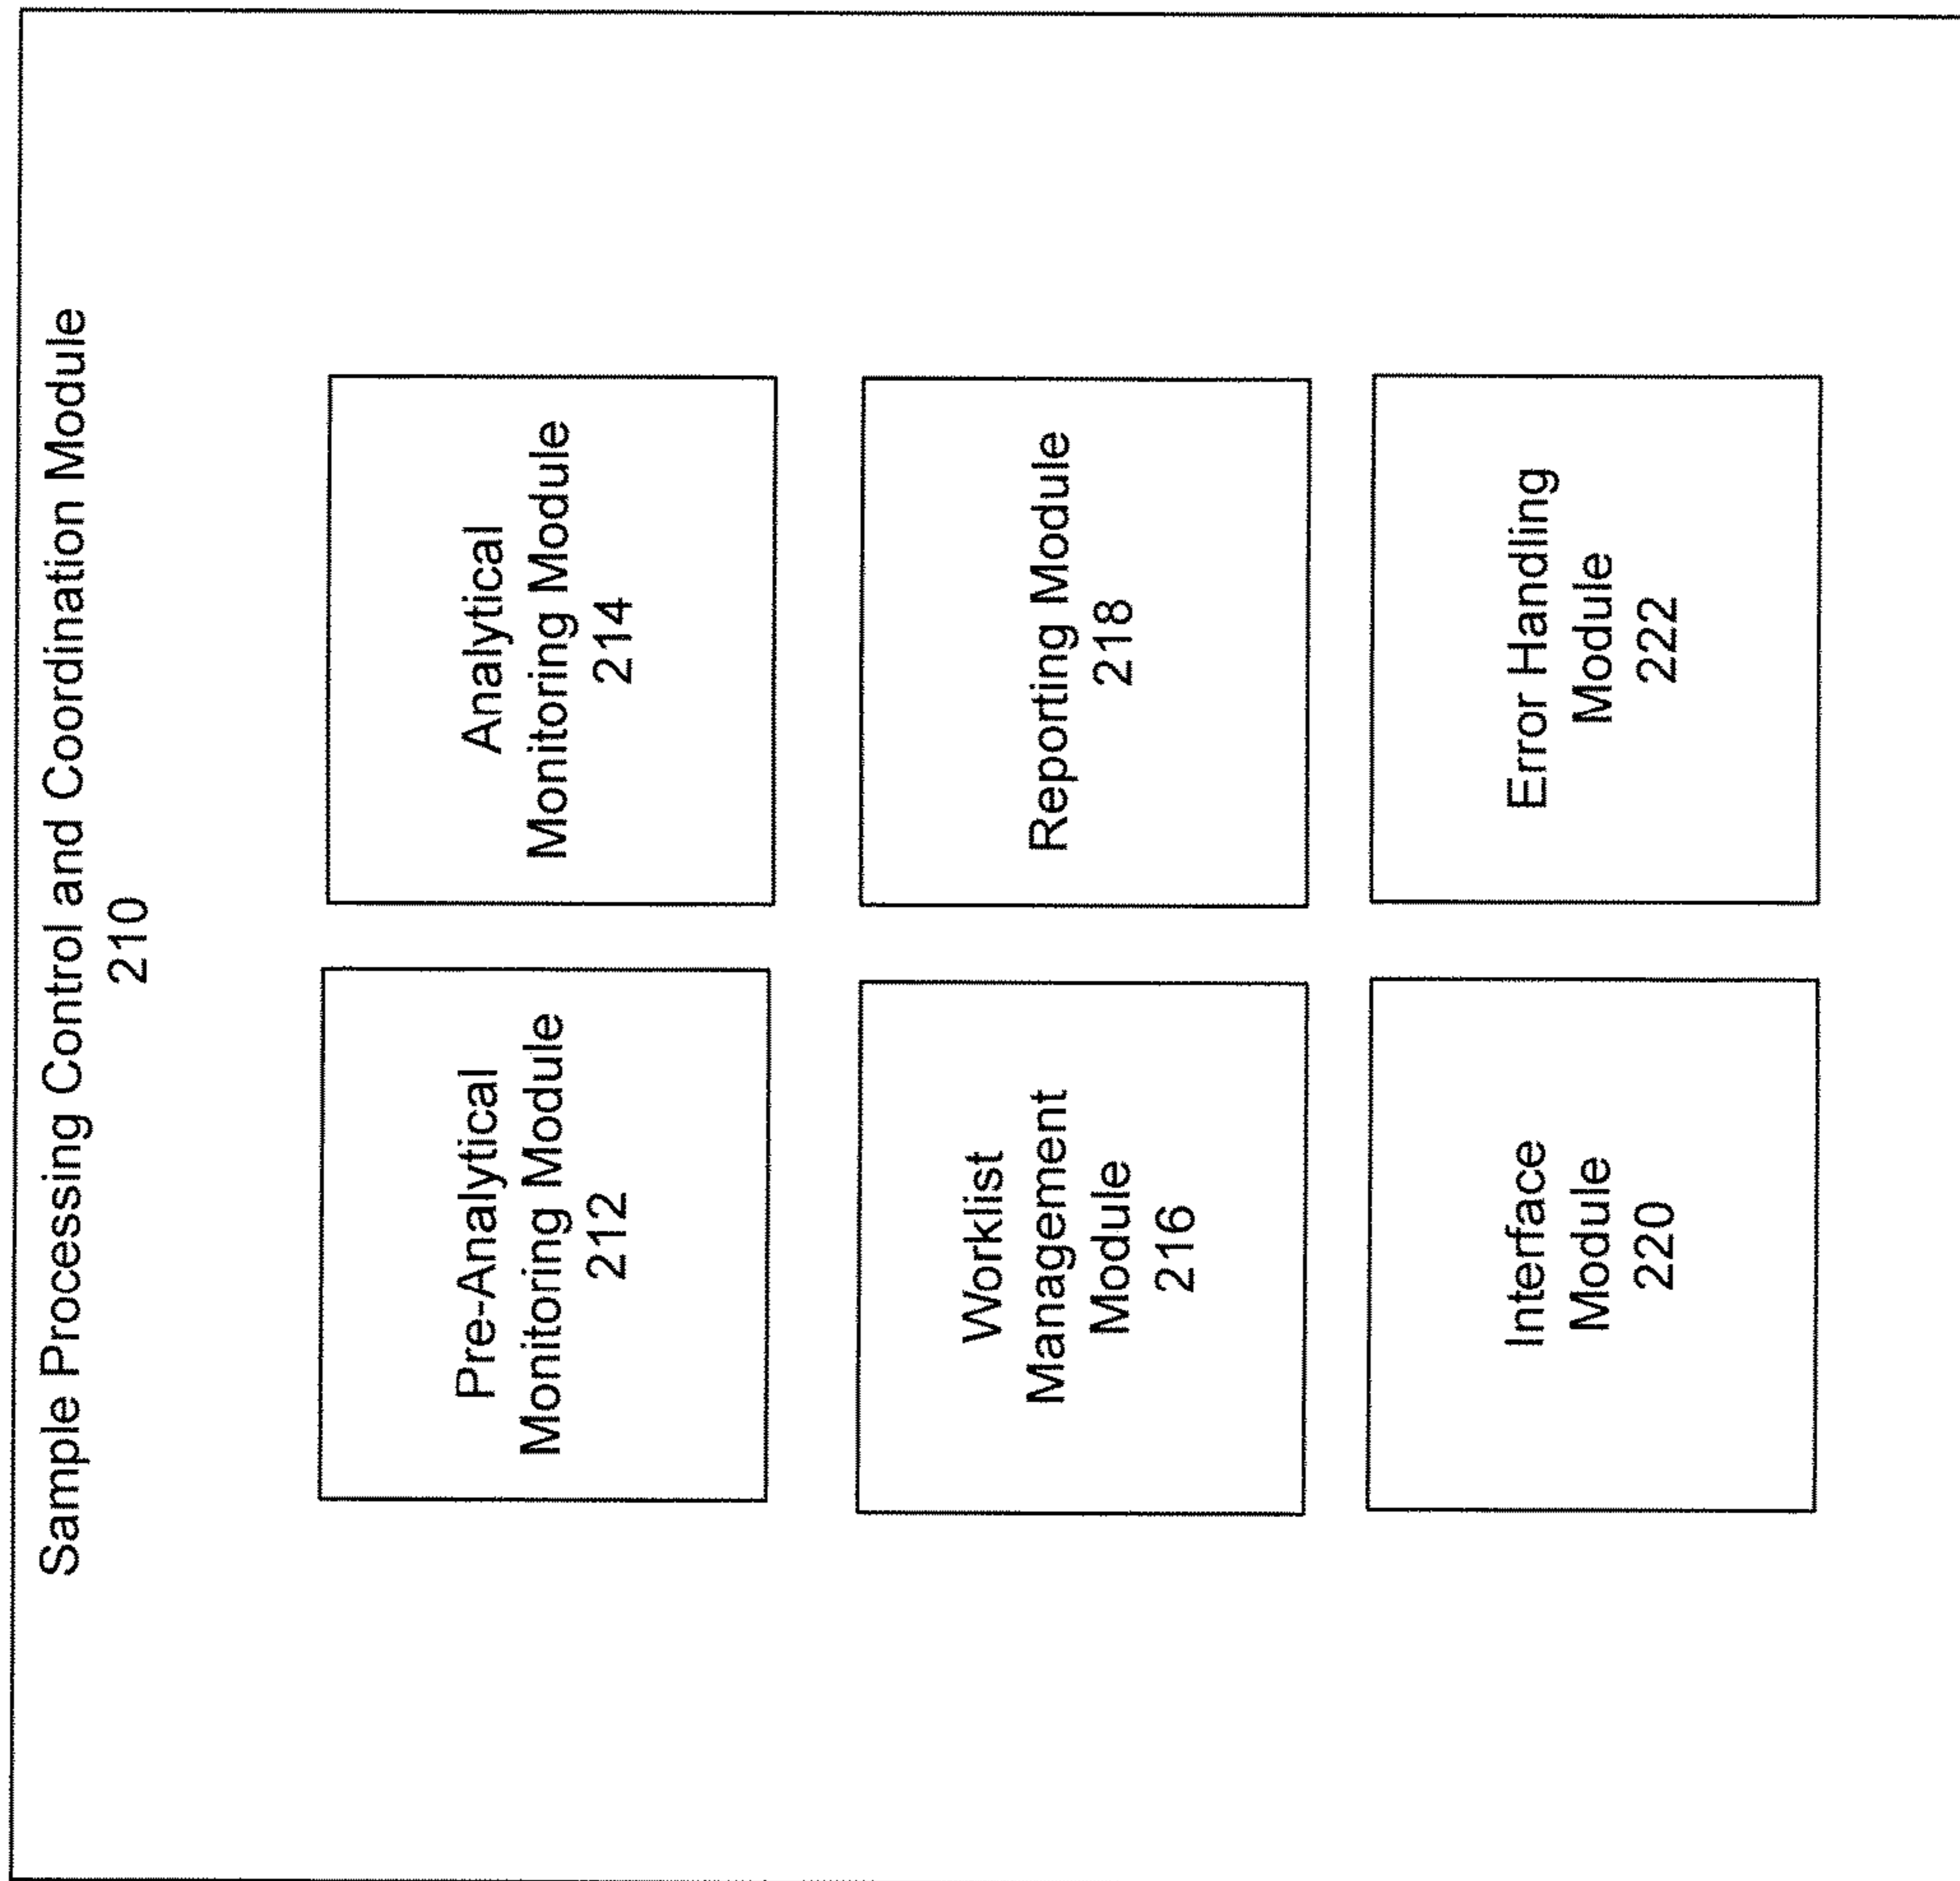 Sample Processing Control and Coordination Module
210
Pre-Analytical
Monitoring Module
212
Analytical
Monitoring Module
214
Worklist
Management
Module
216
Reporting Module
218
Interface
Module
220
Error Handling
Module
222